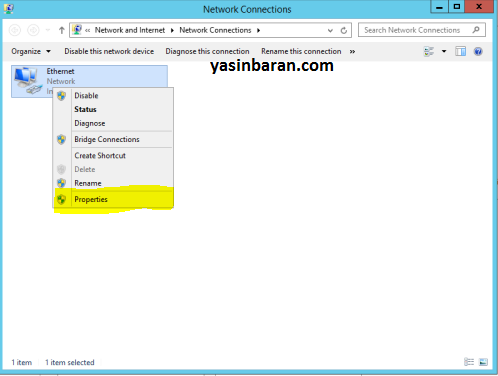 Network Connections
« Network and Internet ▸ Network Connections ▸
Search Network Connections
Organize ▾ Disable this network device Diagnose this connection Rename this connection »
yasinbaran.com
Ethernet
Network
Disable
Status
Diagnose
Bridge Connections
Create Shortcut
Delete
Rename
Properties
1 item 1 item selected